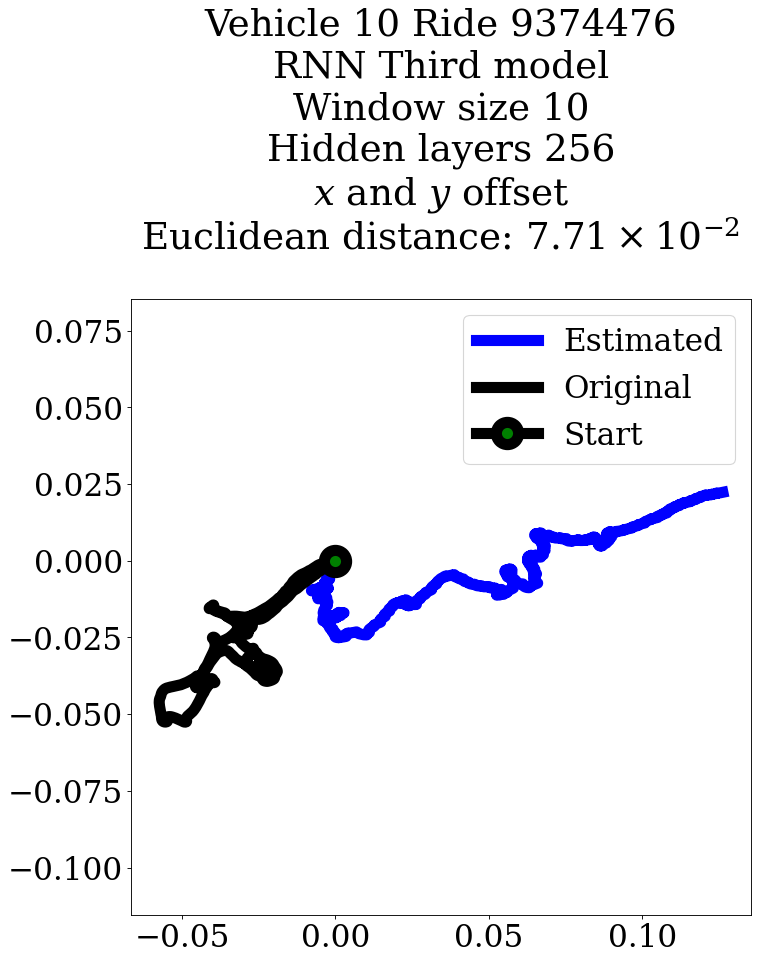 Vehicle 10 Ride 9374476
RNN Third model
Window size 10
Hidden layers 256
x and y offset
Euclidean distance: 7.71 × 10⁻²
Estimated
Original
Start
0.075
0.050
0.025
0.000
−0.025
−0.050
−0.075
−0.100
−0.05 0.00 0.05 0.10